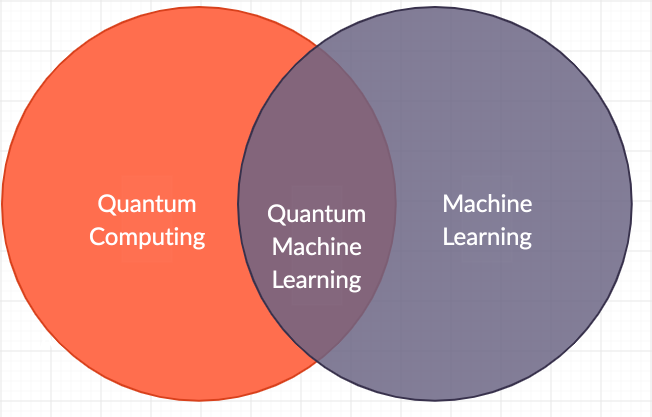 Quantum
Computing
Quantum
Machine
Learning
Machine
Learning